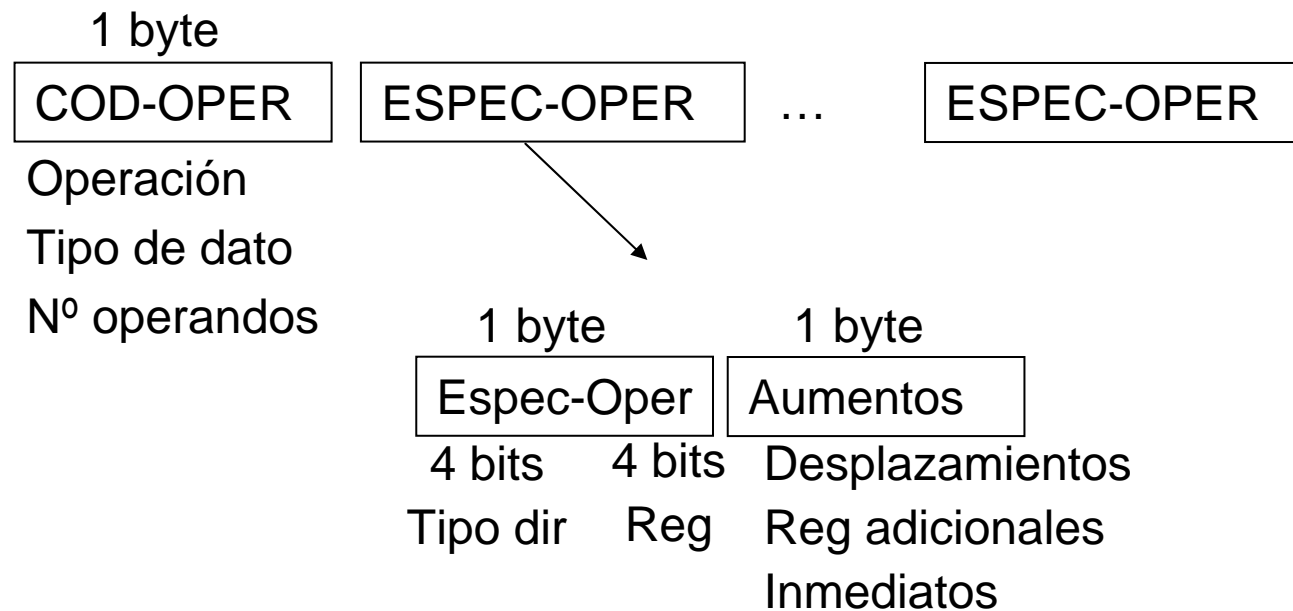 1 byte
COD-OPER ESPEC-OPER … ESPEC-OPER
Operación
Tipo de dato
Nº operandos
1 byte 1 byte
Espec-Oper Aumentos
4 bits 4 bits Desplazamientos
Tipo dir Reg Reg adicionales
Inmediatos